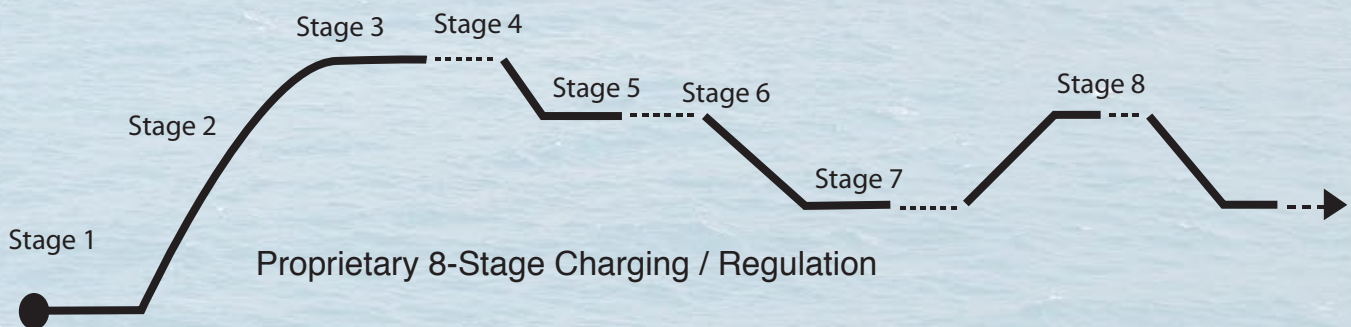 Stage 1
Stage 2
Stage 3
Stage 4
Stage 5
Stage 6
Stage 7
Stage 8
Proprietary 8-Stage Charging / Regulation